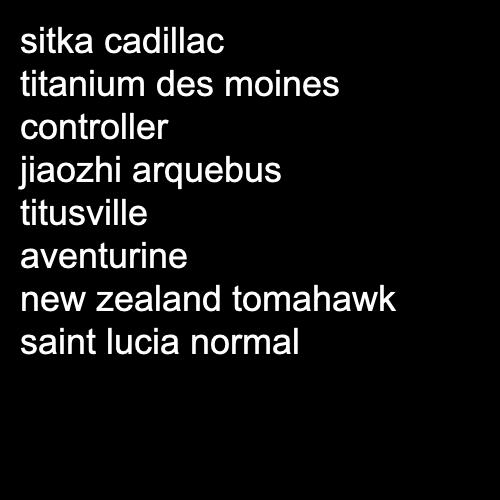 sitka cadillac
titanium des moines
controller
jiaozhi arquebus
titusville
aventurine
new zealand tomahawk
saint lucia normal